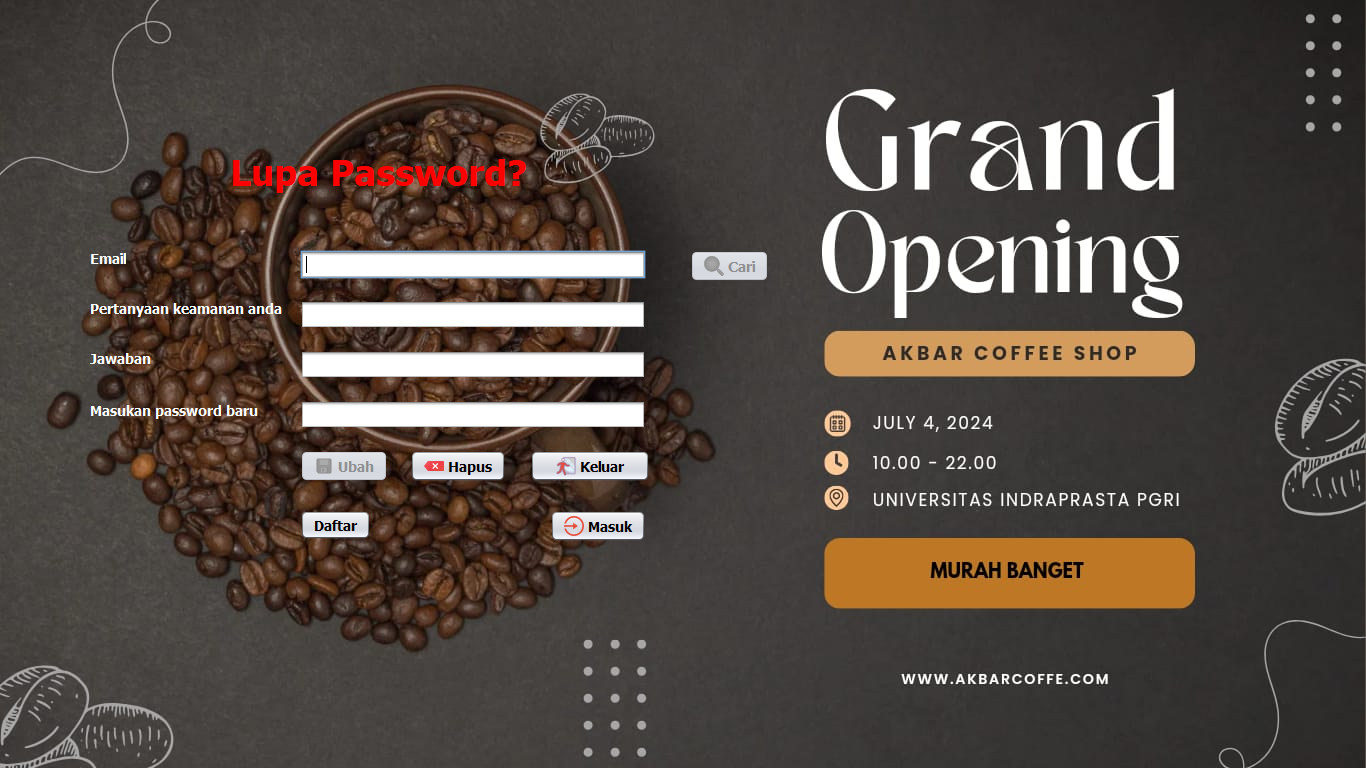 Lupa Password?
Email
Cari
Pertanyaan keamanan anda
Jawaban
Masukan password baru
Ubah
Hapus
Keluar
Daftar
Masuk
Grand
Opening
AKBAR COFFEE SHOP
JULY 4, 2024
10.00 - 22.00
UNIVERSITAS INDRAPRASTA PGRI
MURAH BANGET
WWW.AKBARCOFFE.COM